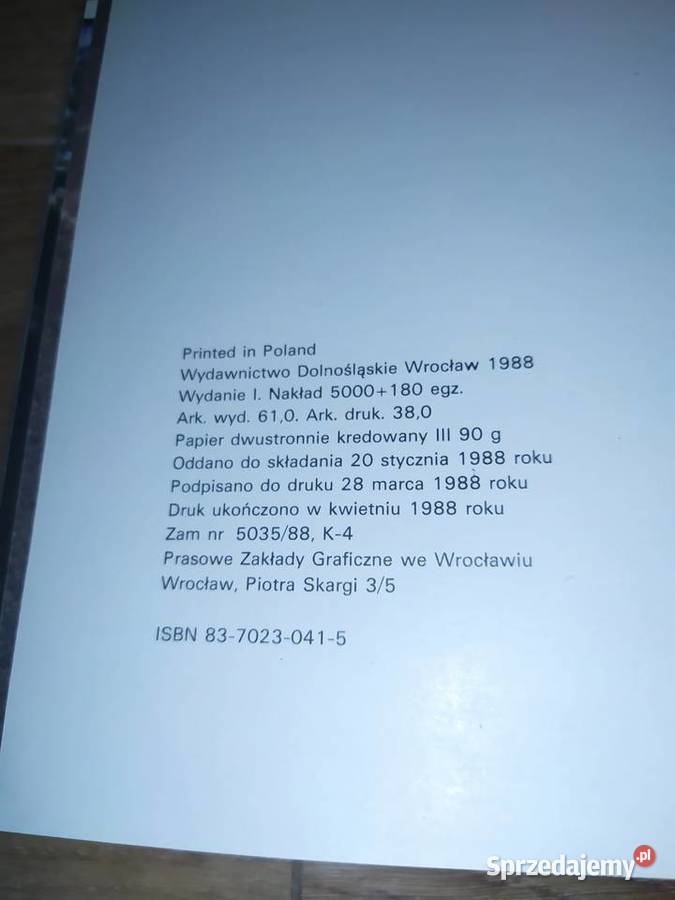 Printed in Poland
Wydawnictwo Dolnośląskie Wrocław 1988
Wydanie I. Nakład 5000+180 egz.
Ark. wyd. 61,0. Ark. druk. 38,0
Papier dwustronnie kredowany III 90 g
Oddano do składania 20 stycznia 1988 roku
Podpisano do druku 28 marca 1988 roku
Druk ukończono w kwietniu 1988 roku
Zam nr 5035/88, K-4
Prasowe Zakłady Graficzne we Wrocławiu
Wrocław, Piotra Skargi 3/5
ISBN 83-7023-041-5
Sprzedajemy.pl